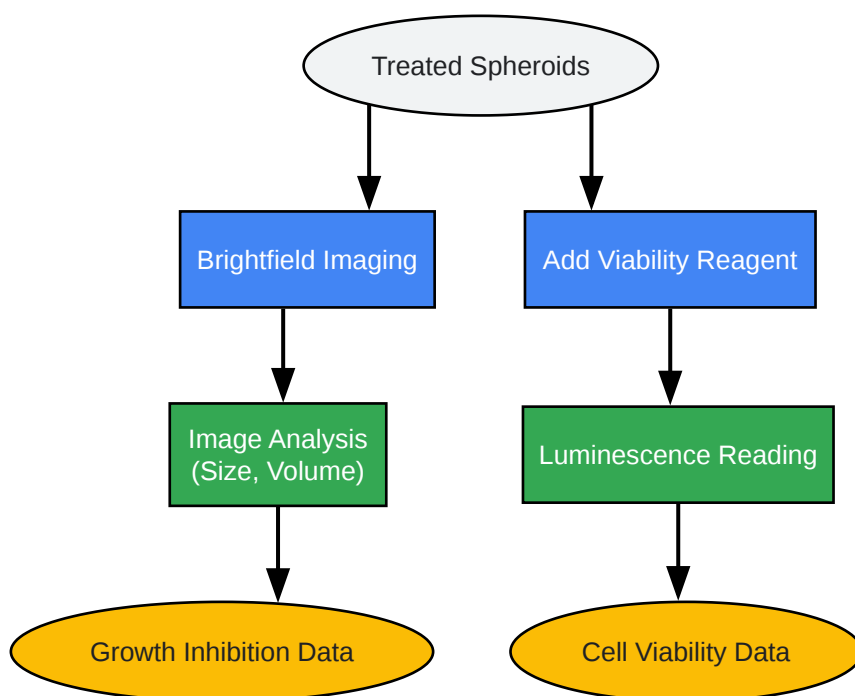 Treated Spheroids
Brightfield Imaging
Add Viability Reagent
Image Analysis
(Size, Volume)
Luminescence Reading
Growth Inhibition Data
Cell Viability Data